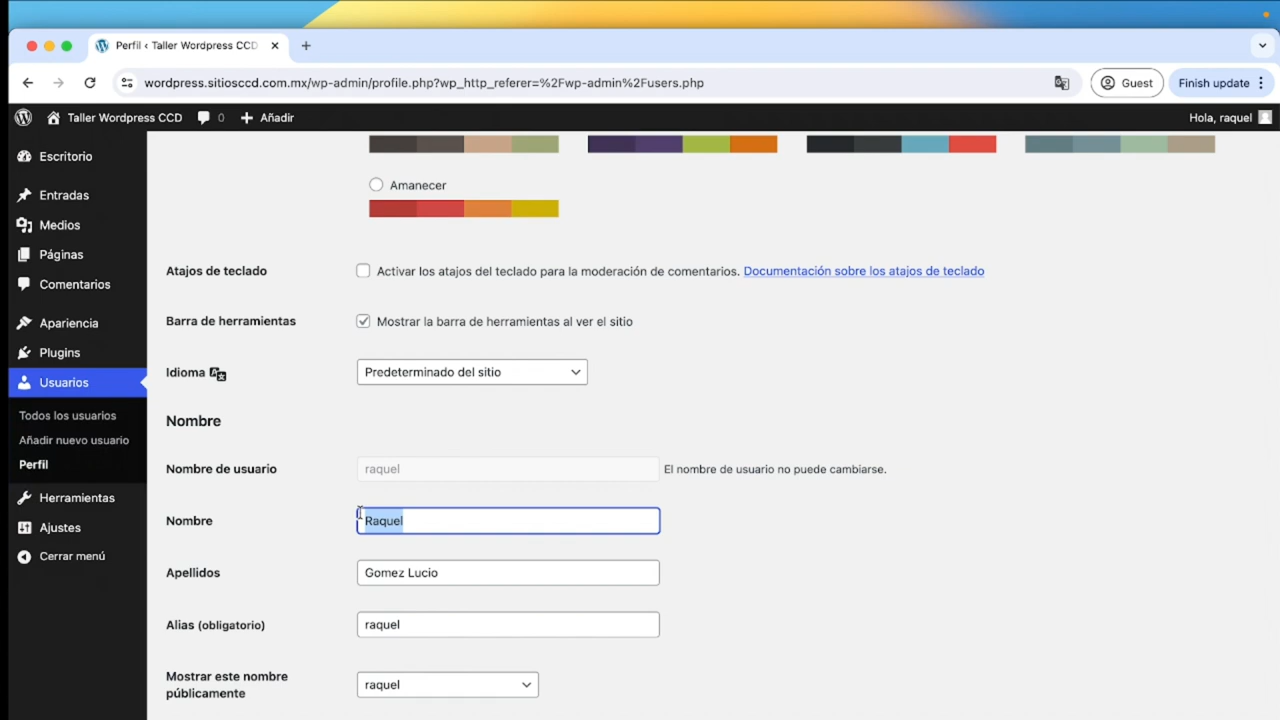 Perfil ‹ Taller Wordpress CCD
wordpress.sitiosccd.com.mx/wp-admin/profile.php?wp_http_referer=%2Fwp-admin%2Fusers.php
Guest
Finish update
Taller Wordpress CCD
0
Añadir
Hola, raquel
Escritorio
Entradas
Medios
Páginas
Comentarios
Apariencia
Plugins
Usuarios
Todos los usuarios
Añadir nuevo usuario
Perfil
Herramientas
Ajustes
Cerrar menú
Amanecer
Atajos de teclado
Activar los atajos del teclado para la moderación de comentarios. Documentación sobre los atajos de teclado
Barra de herramientas
Mostrar la barra de herramientas al ver el sitio
Idioma
Predeterminado del sitio
Nombre
Nombre de usuario
raquel
El nombre de usuario no puede cambiarse.
Nombre
Raquel
Apellidos
Gomez Lucio
Alias (obligatorio)
raquel
Mostrar este nombre
públicamente
raquel